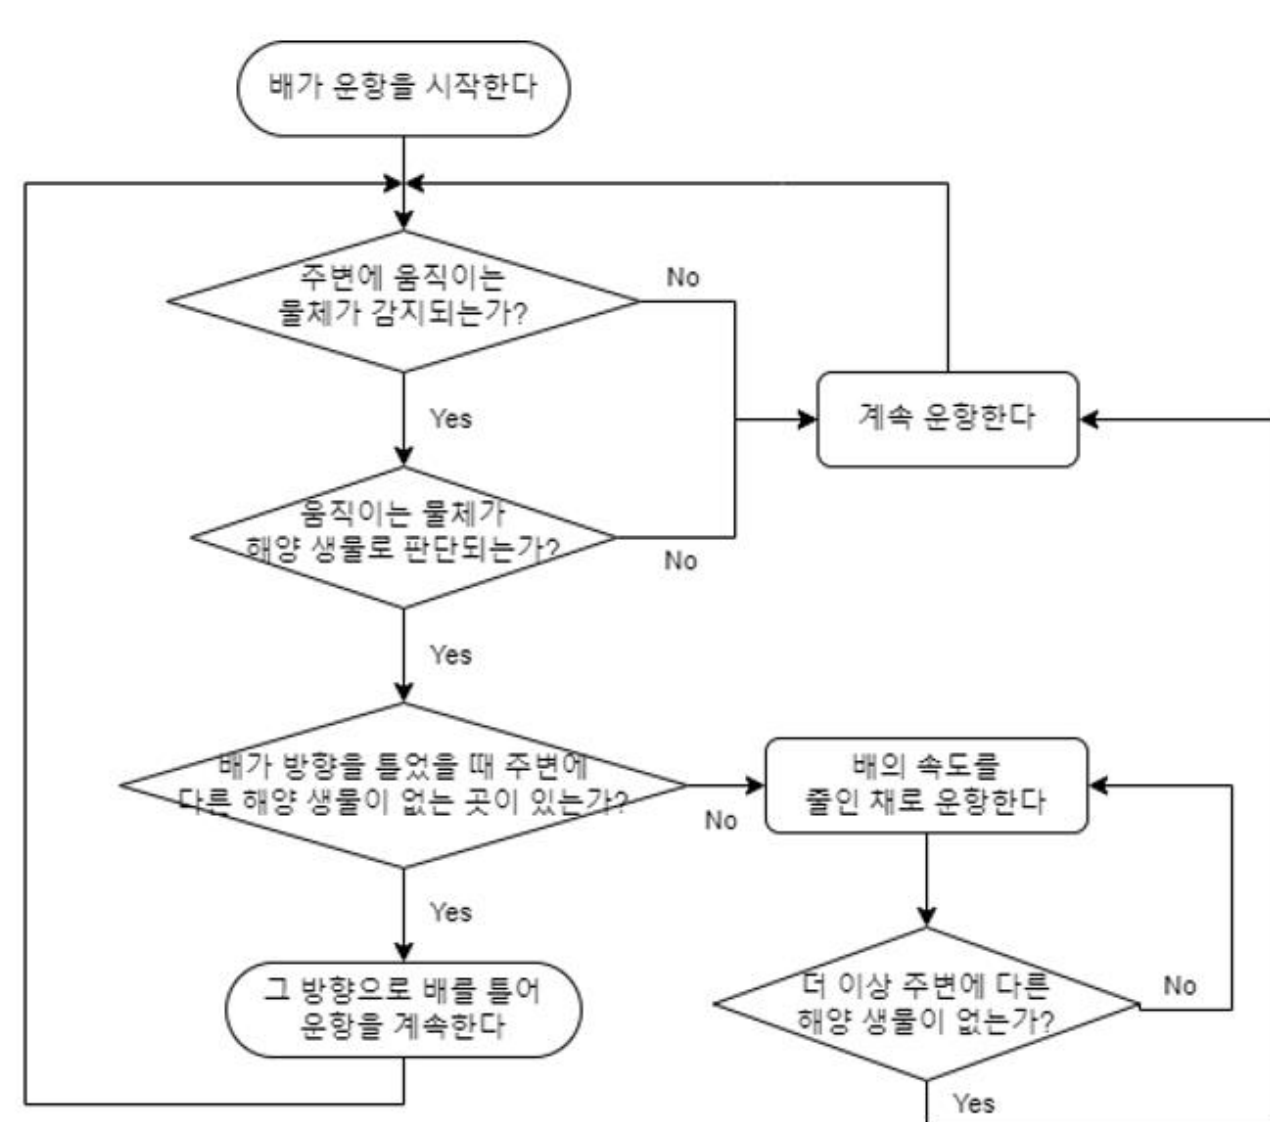 배가 운항을 시작한다
주변에 움직이는
물체가 감지되는가?
No
계속 운항한다
Yes
움직이는 물체가
해양 생물로 판단되는가?
No
Yes
배가 방향을 틀었을 때 주변에
다른 해양 생물이 없는 곳이 있는가?
No
배의 속도를
줄인 채로 운항한다
Yes
그 방향으로 배를 틀어
운항을 계속한다
더 이상 주변에 다른
해양 생물이 없는가?
No
Yes